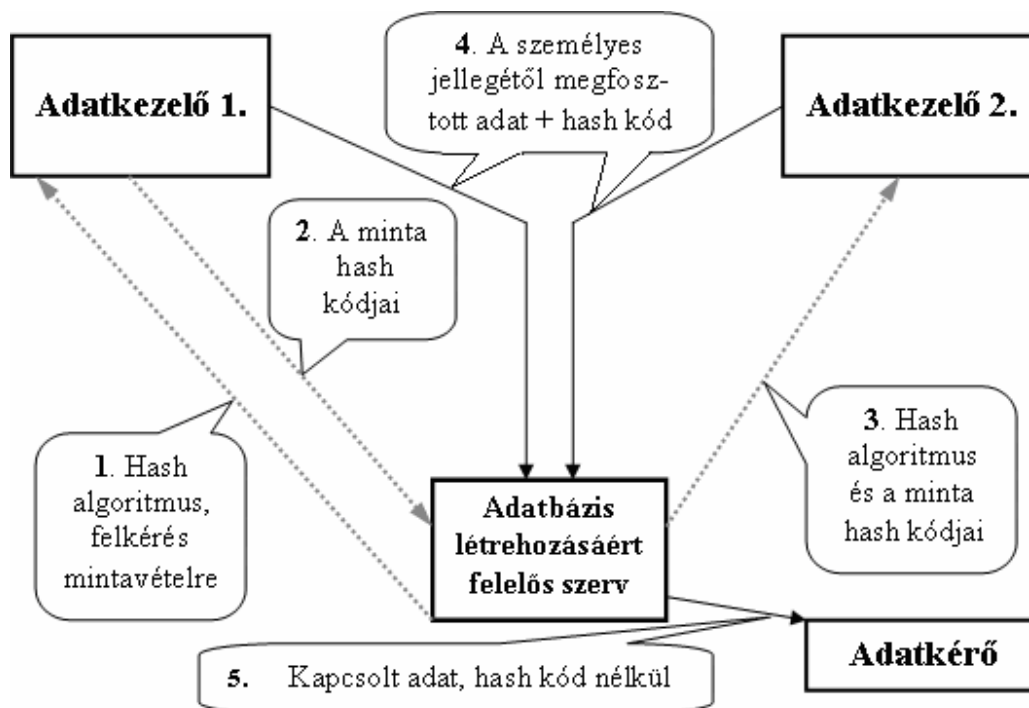 Adatkezelő 1.
4. A személyes
jellegétől megfosz-
tott adat + hash kód
Adatkezelő 2.
2. A minta
hash
kódjai
1. Hash
algoritmus,
felkérés
mintavételre
3. Hash
algoritmus
és a minta
hash kódjai
Adatbázis
létrehozásáért
felelős szerv
Adatkérő
5. Kapcsolt adat, hash kód nélkül